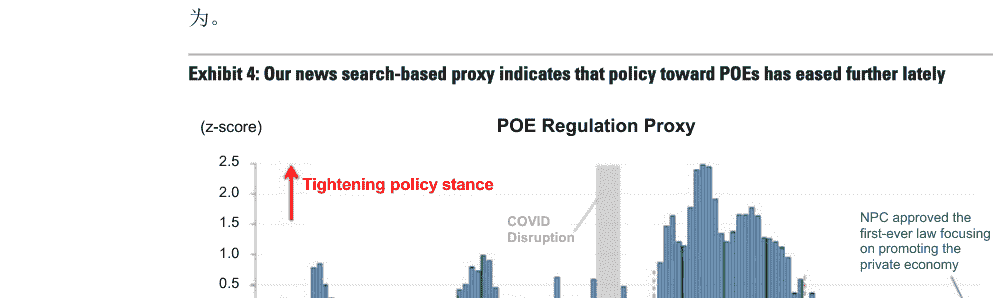 为。
Exhibit 4: Our news search-based proxy indicates that policy toward POEs has eased further lately
(z-score)
POE Regulation Proxy
2.5
Tightening policy stance
2.0
1.5
COVID
Disruption
NPC approved the
first-ever law focusing
on promoting the
private economy
1.0
0.5